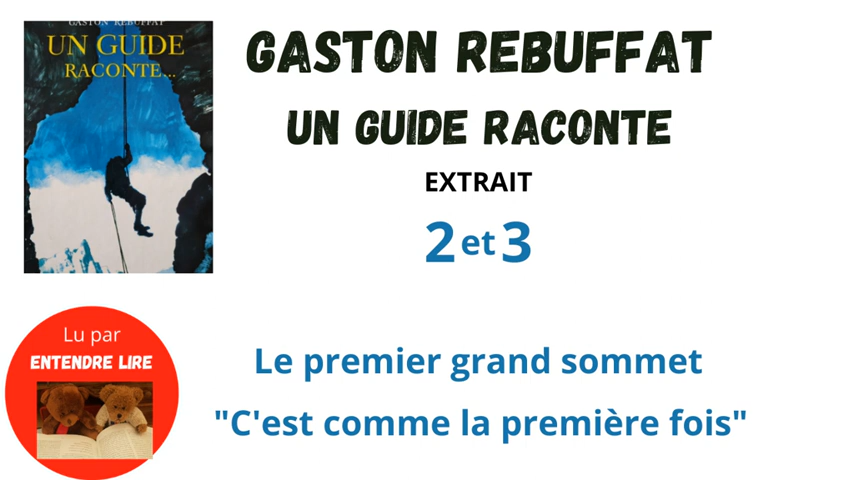 GASTON REBUFFAT
UN GUIDE
RACONTE...
GASTON REBUFFAT
UN GUIDE RACONTE
EXTRAIT
2 et 3
Lu par
ENTENDRE LIRE
Le premier grand sommet
"C'est comme la première fois"